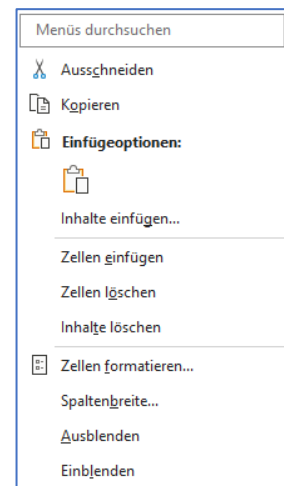 Menüs durchsuchen
Ausschneiden
Kopieren
Einfügeoptionen:
Inhalte einfügen...
Zellen einfügen
Zellen löschen
Inhalte löschen
Zellen formatieren...
Spaltenbreite...
Ausblenden
Einblenden